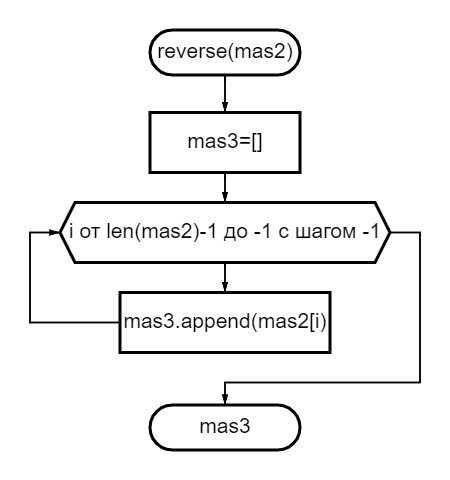 reverse(mas2)
mas3=[]
i от len(mas2)-1 до -1 с шагом -1
mas3.append(mas2[i)
mas3